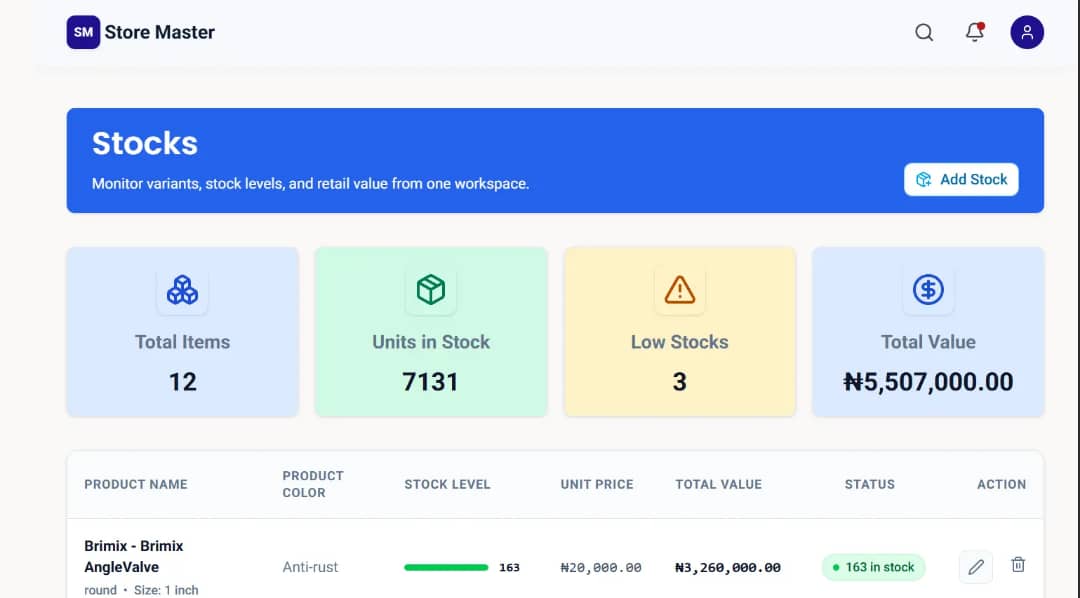 SM Store Master
Stocks
Monitor variants, stock levels, and retail value from one workspace.
Add Stock
Total Items
12
Units in Stock
7131
Low Stocks
3
Total Value
₦5,507,000.00
PRODUCT NAME
PRODUCT
COLOR
STOCK LEVEL
UNIT PRICE
TOTAL VALUE
STATUS
ACTION
Brimix - Brimix
AngleValve
round • Size: 1 inch
Anti-rust
163
₦20,000.00
₦3,260,000.00
163 in stock